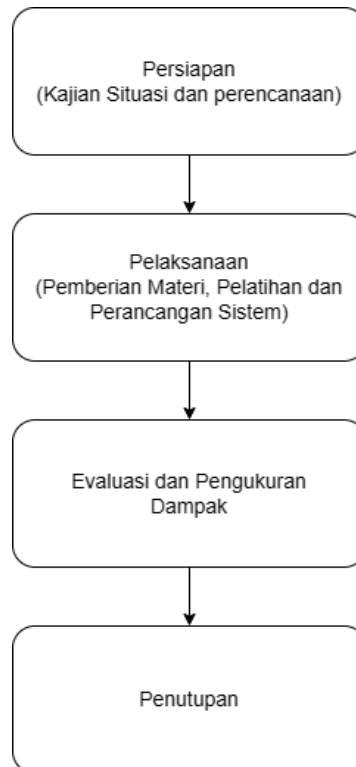 Persiapan
(Kajian Situasi dan perencanaan)
Pelaksanaan
(Pemberian Materi, Pelatihan dan
Perancangan Sistem)
Evaluasi dan Pengukuran
Dampak
Penutupan